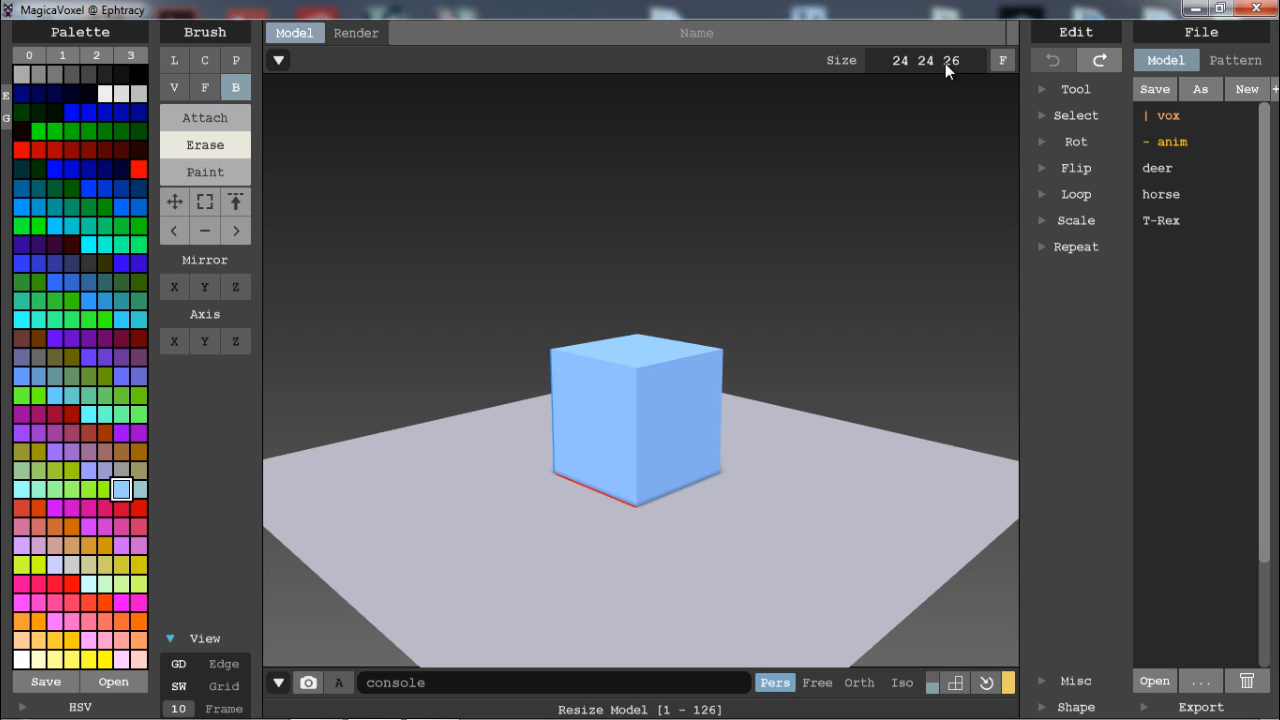 MagicaVoxel @ Ephtracy
Palette
0 1 2 3
E
G
Save Open
HSV
Brush
L C P
V F B
Attach
Erase
Paint
< − >
Mirror
X Y Z
Axis
X Y Z
View
GD Edge
SW Grid
10 Frame
Model Render Name
Size 24 24 26 F
A console Pers Free Orth Iso
Resize Model [1 - 126]
Edit
Tool
Select
Rot
Flip
Loop
Scale
Repeat
Misc
Shape
File
Model Pattern
Save As New +
| vox
- anim
deer
horse
T-Rex
Open ...
Export